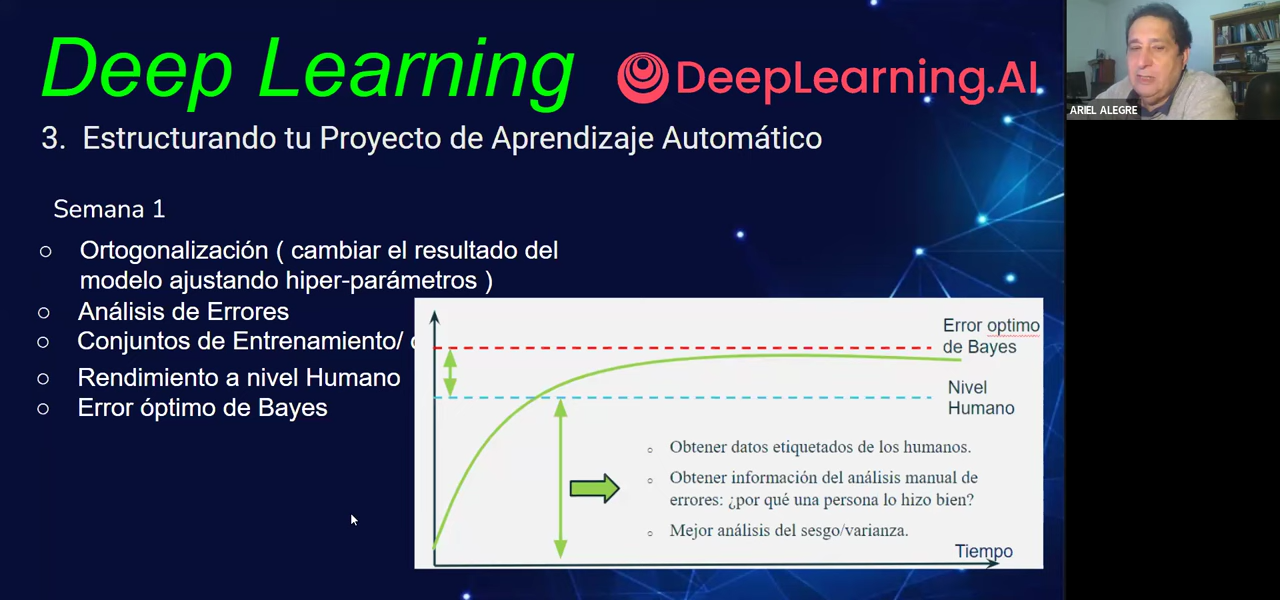 Deep Learning
DeepLearning.AI
ARIEL ALEGRE
3. Estructurando tu Proyecto de Aprendizaje Automático
Semana 1
○ Ortogonalización ( cambiar el resultado del
modelo ajustando hiper-parámetros )
○ Análisis de Errores
○ Conjuntos de Entrenamiento/
○ Rendimiento a nivel Humano
○ Error óptimo de Bayes
Error optimo
de Bayes
Nivel
Humano
○ Obtener datos etiquetados de los humanos.
○ Obtener información del análisis manual de
errores: ¿por qué una persona lo hizo bien?
○ Mejor análisis del sesgo/varianza.
Tiempo